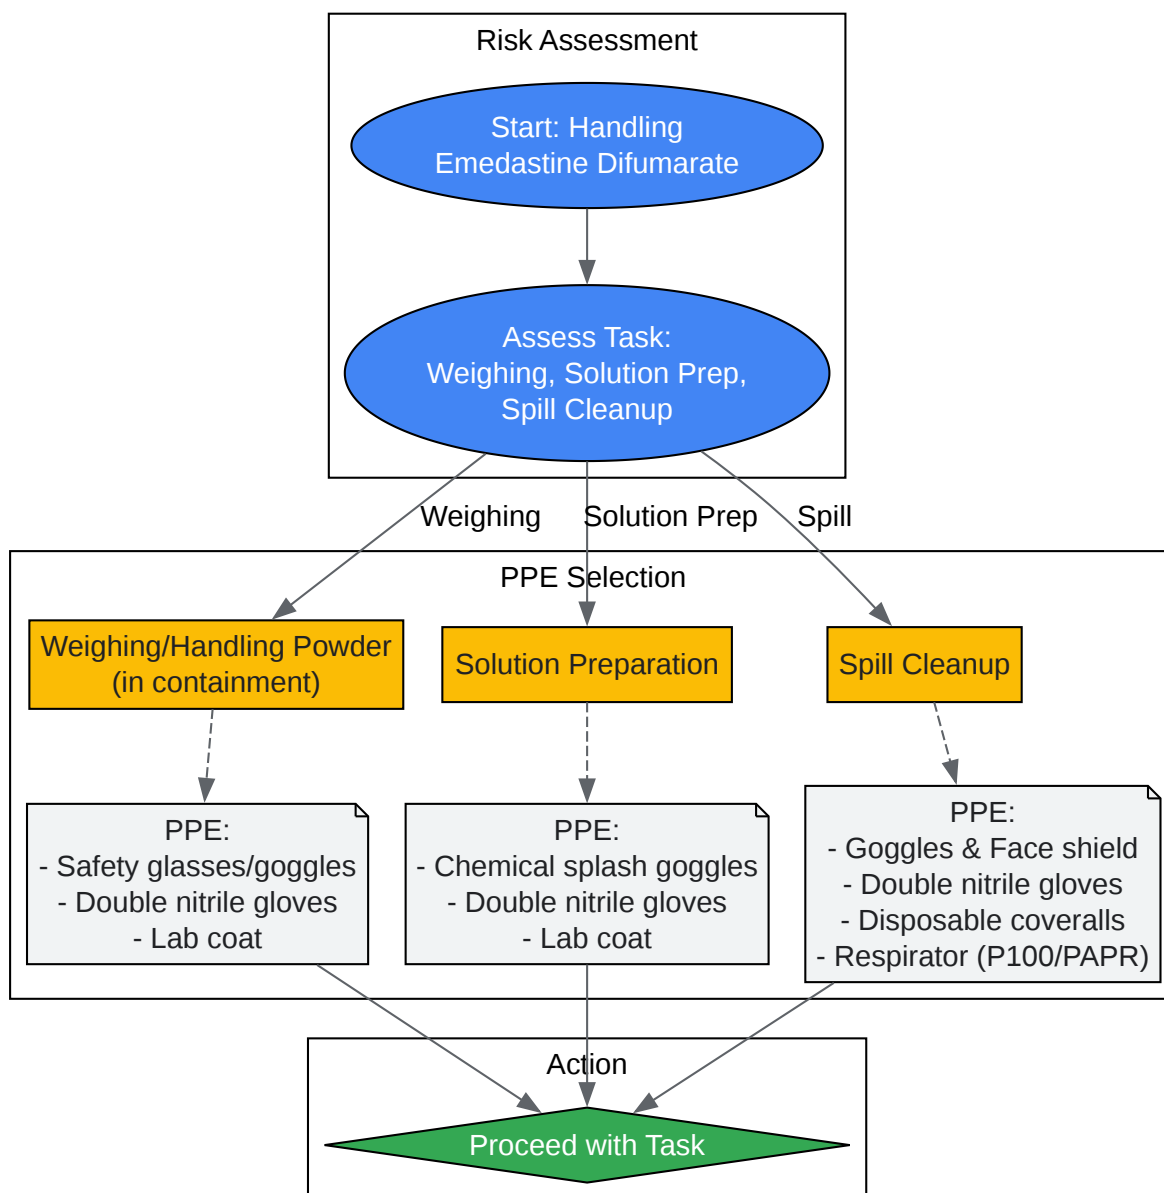 Risk Assessment
Start: Handling
Emedastine Difumarate
Assess Task:
Weighing, Solution Prep,
Spill Cleanup
Weighing
Solution Prep
Spill
PPE Selection
Weighing/Handling Powder
(in containment)
Solution Preparation
Spill Cleanup
PPE:
- Safety glasses/goggles
- Double nitrile gloves
- Lab coat
PPE:
- Chemical splash goggles
- Double nitrile gloves
- Lab coat
PPE:
- Goggles & Face shield
- Double nitrile gloves
- Disposable coveralls
- Respirator (P100/PAPR)
Action
Proceed with Task